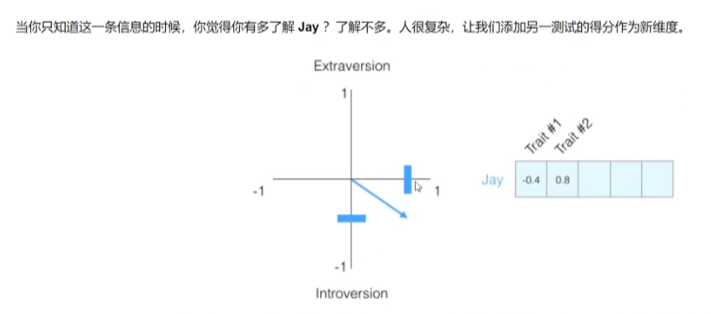 当你只知道这一条信息的时候，你觉得你有多了解 Jay ？了解不多。人很复杂，让我们添加另一测试的得分作为新维度。
Extraversion
1
Trait #1
Trait #2
-1
1
Jay
-0.4
0.8
-1
Introversion